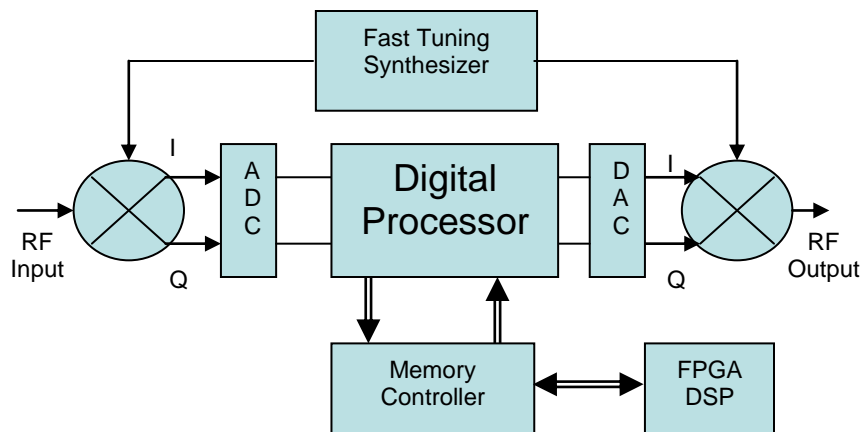 Fast Tuning
Synthesizer
I
A
D
C
Digital
Processor
D
A
C
I
RF
Input
Q
Q
RF
Output
Memory
Controller
FPGA
DSP